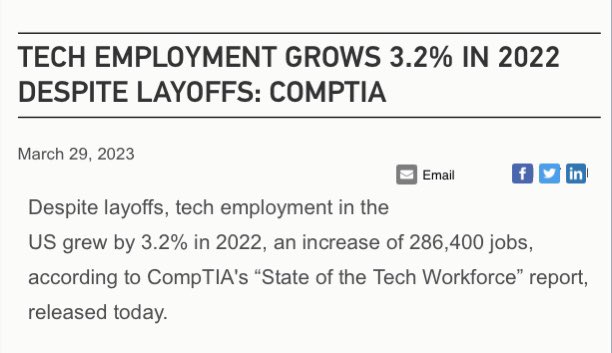 TECH EMPLOYMENT GROWS 3.2% IN 2022
DESPITE LAYOFFS: COMPTIA
March 29, 2023
Email
f
in
Despite layoffs, tech employment in the
US grew by 3.2% in 2022, an increase of 286,400 jobs,
according to CompTIA's “State of the Tech Workforce” report,
released today.